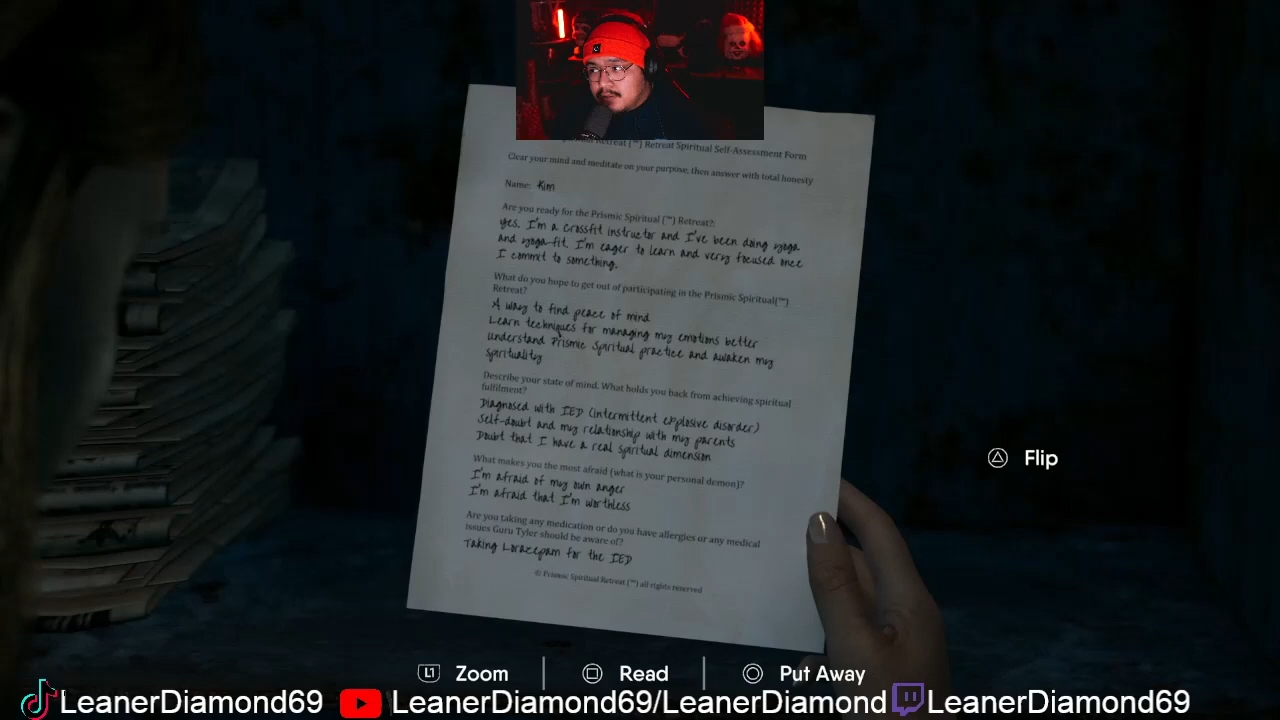 Retreat (™) Retreat Spiritual Self-Assessment Form
Clear your mind and meditate on your purpose, then answer with total honesty
Name: Kim
Are you ready for the Prismic Spiritual (™) Retreat?:
yes. I'm a crossfit instructor and I've been doing yoga
and yoga-fit. I'm eager to learn and very focused once
I commit to something.
What do you hope to get out of participating in the Prismic Spiritual(™)
Retreat?
A way to find peace of mind
Learn techniques for managing my emotions better
Understand Prismic Spiritual practice and awaken my
spirituality
Describe your state of mind. What holds you back from achieving spiritual
fulfilment?
Diagnosed with IED (intermittent explosive disorder)
Self-doubt and my relationship with my parents
Doubt that I have a real spiritual dimension
What makes you the most afraid (what is your personal demon)?
I'm afraid of my own anger
I'm afraid that I'm worthless
Are you taking any medication or do you have allergies or any medical
issues Guru Tyler should be aware of?
Taking Lorazepam for the IED
© Prismic Spiritual Retreat (™) all rights reserved
Flip
L1 Zoom | Read | Put Away
LeanerDiamond69 LeanerDiamond69/LeanerDiamond LeanerDiamond69